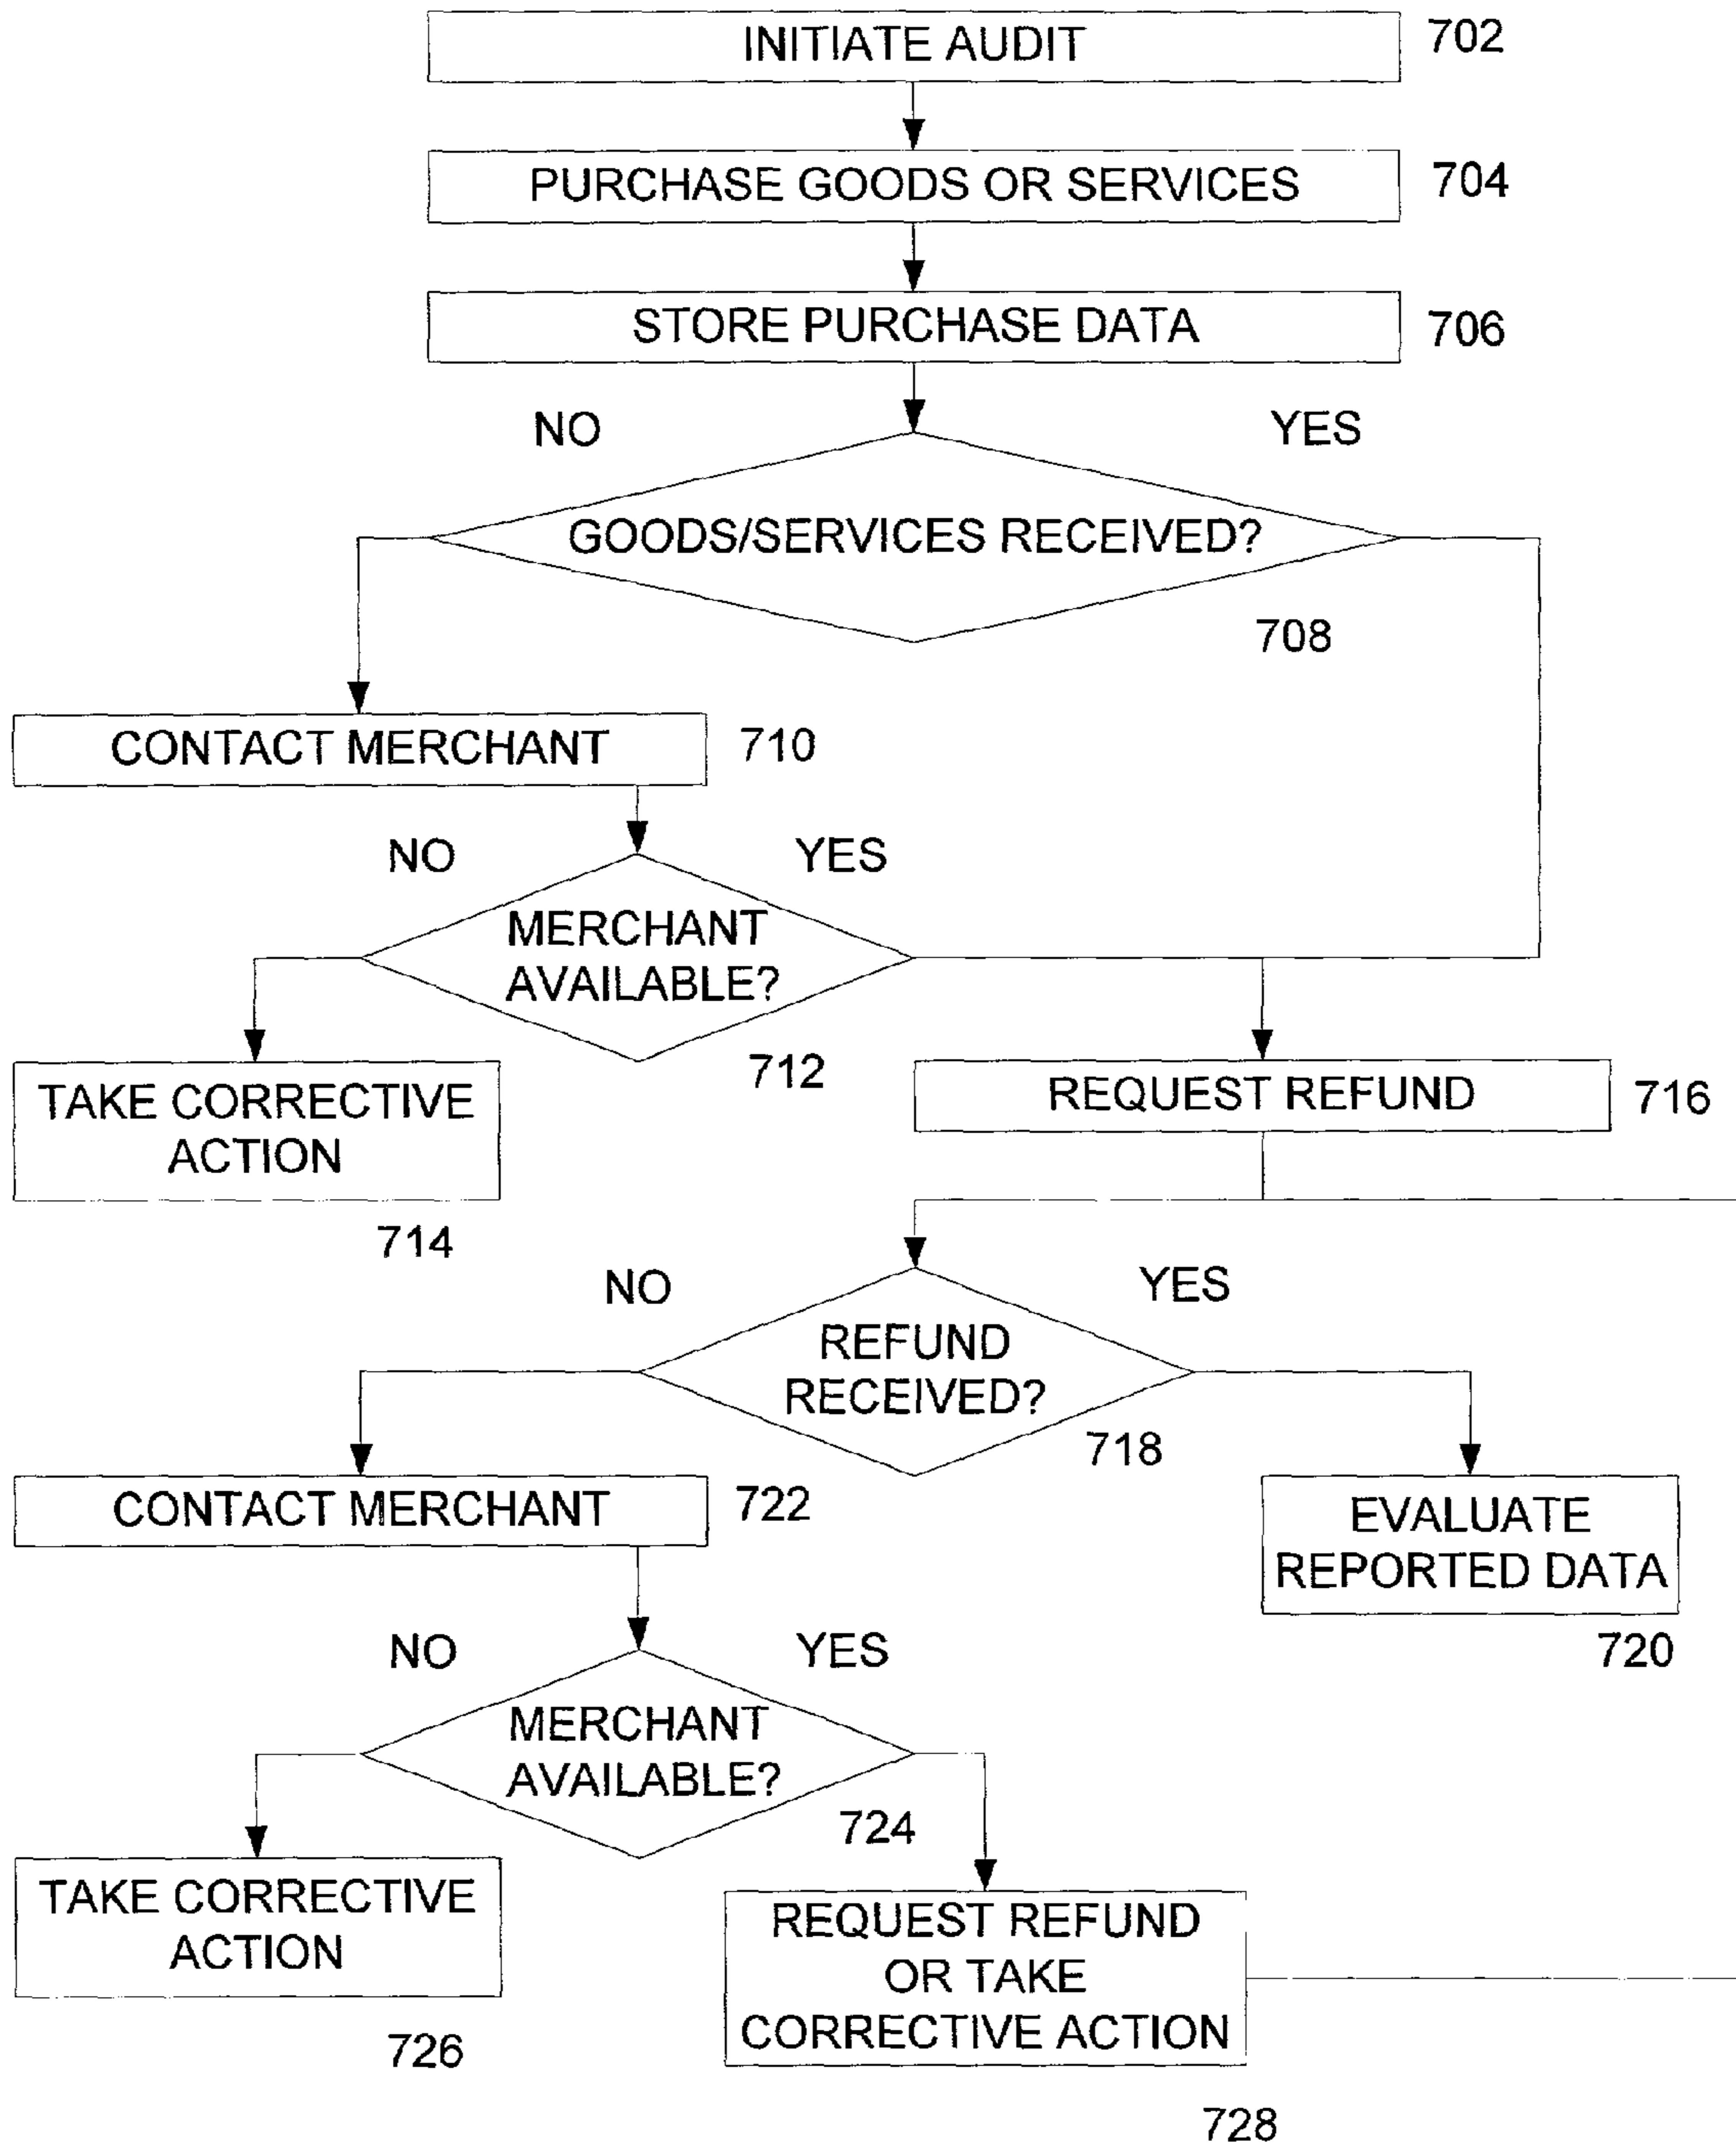 INITIATE AUDIT
702
PURCHASE GOODS OR SERVICES
704
STORE PURCHASE DATA
706
NO
YES
GOODS/SERVICES RECEIVED?
708
CONTACT MERCHANT
710
NO
YES
MERCHANT
AVAILABLE?
712
TAKE CORRECTIVE
ACTION
714
REQUEST REFUND
716
NO
YES
REFUND
RECEIVED?
718
CONTACT MERCHANT
722
EVALUATE
REPORTED DATA
720
NO
YES
MERCHANT
AVAILABLE?
724
TAKE CORRECTIVE
ACTION
726
REQUEST REFUND
OR TAKE
CORRECTIVE ACTION
728